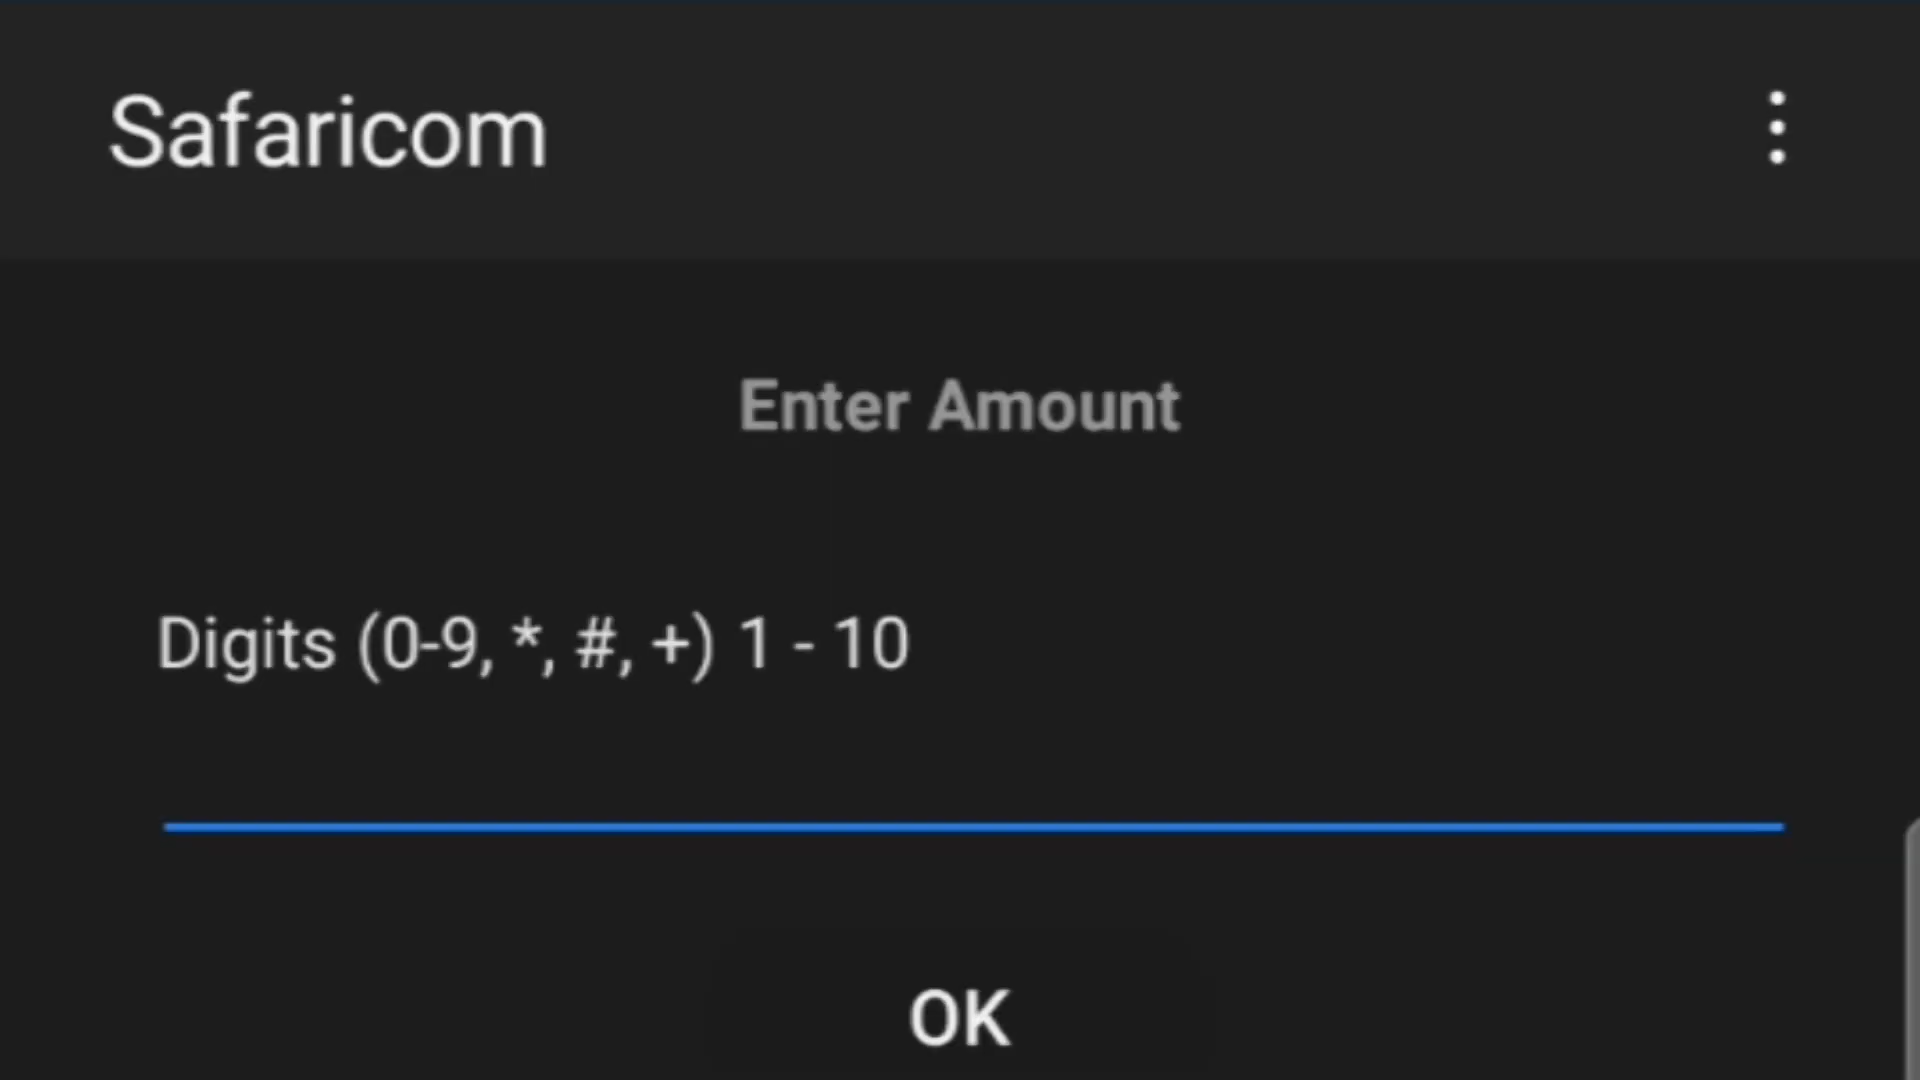 Safaricom
Enter Amount
Digits (0-9, *, #, +) 1 - 10
OK